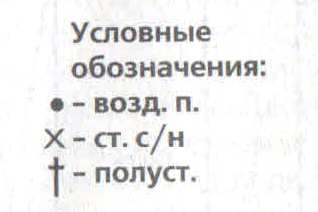 Условные
обозначения:
● – возд. п.
X – ст. с/н
† – полуст.